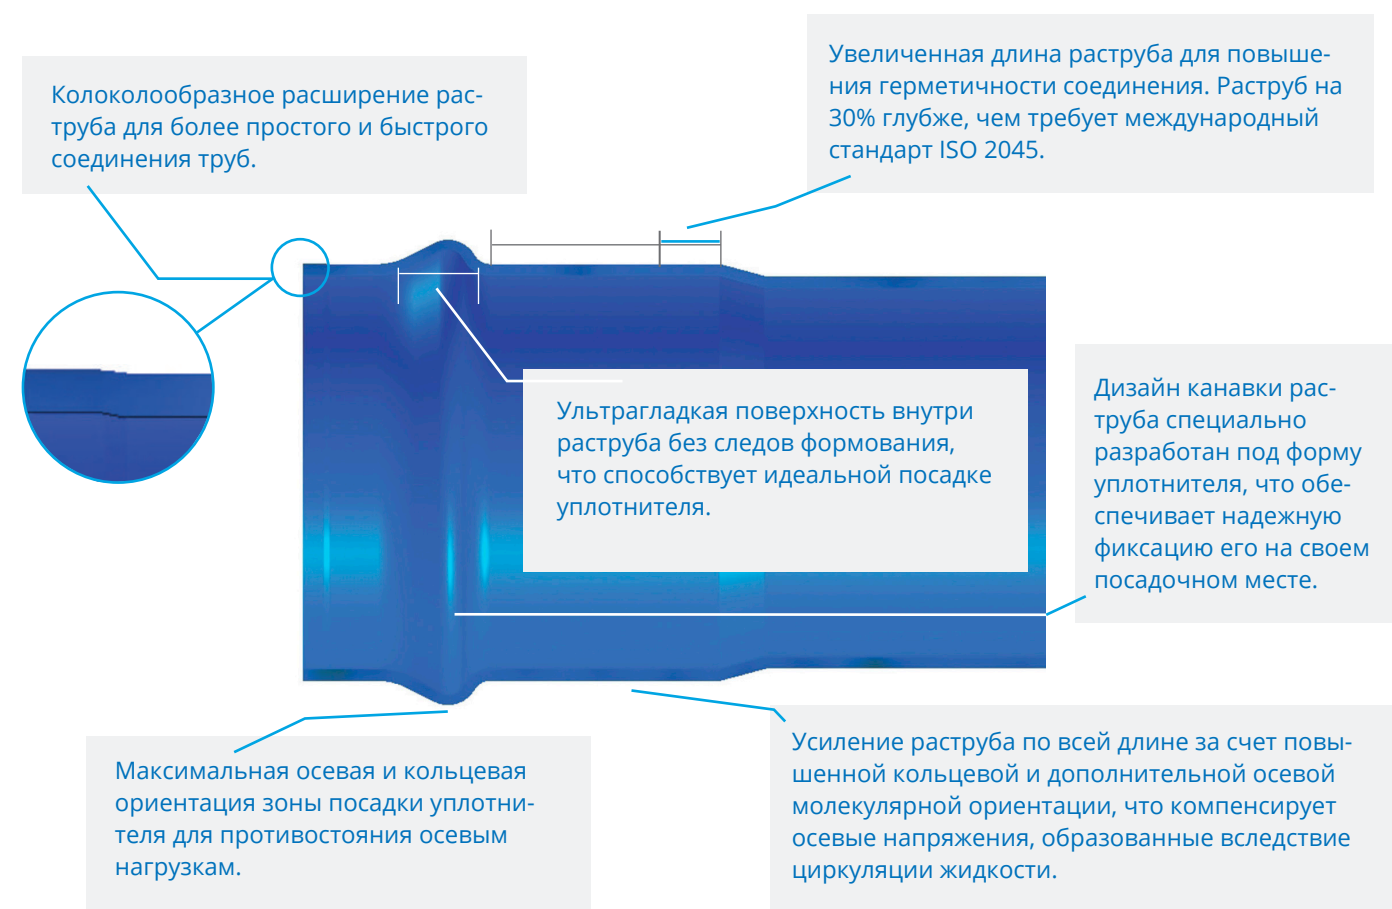 Колоколообразное расширение рас-
труба для более простого и быстрого
соединения труб.
Увеличенная длина раструба для повыше-
ния герметичности соединения. Раструб на
30% глубже, чем требует международный
стандарт ISO 2045.
Ультрагладкая поверхность внутри
раструба без следов формования,
что способствует идеальной посадке
уплотнителя.
Дизайн канавки рас-
труба специально
разработан под форму
уплотнителя, что обе-
спечивает надежную
фиксацию его на своем
посадочном месте.
Максимальная осевая и кольцевая
ориентация зоны посадки уплотни-
теля для противостояния осевым
нагрузкам.
Усиление раструба по всей длине за счет повы-
шенной кольцевой и дополнительной осевой
молекулярной ориентации, что компенсирует
осевые напряжения, образованные вследствие
циркуляции жидкости.